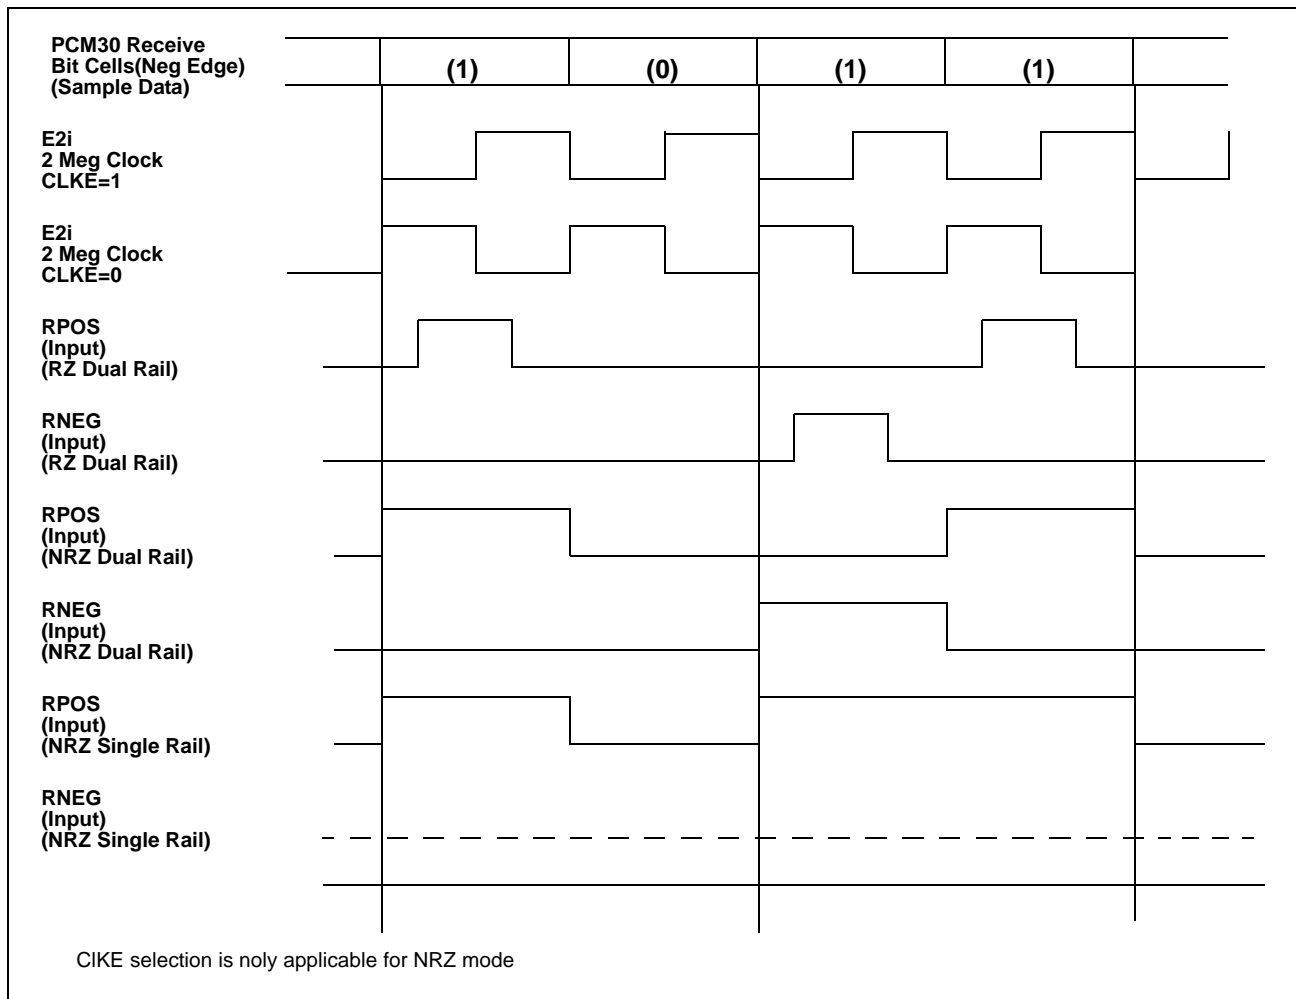 PCM30 Receive
Bit Cells(Neg Edge)
(Sample Data)
(1)
(0)
(1)
(1)
E2i
2 Meg Clock
CLKE=1
E2i
2 Meg Clock
CLKE=0
RPOS
(Input)
(RZ Dual Rail)
RNEG
(Input)
(RZ Dual Rail)
RPOS
(Input)
(NRZ Dual Rail)
RNEG
(Input)
(NRZ Dual Rail)
RPOS
(Input)
(NRZ Single Rail)
RNEG
(Input)
(NRZ Single Rail)
ClKE selection is noly applicable for NRZ mode